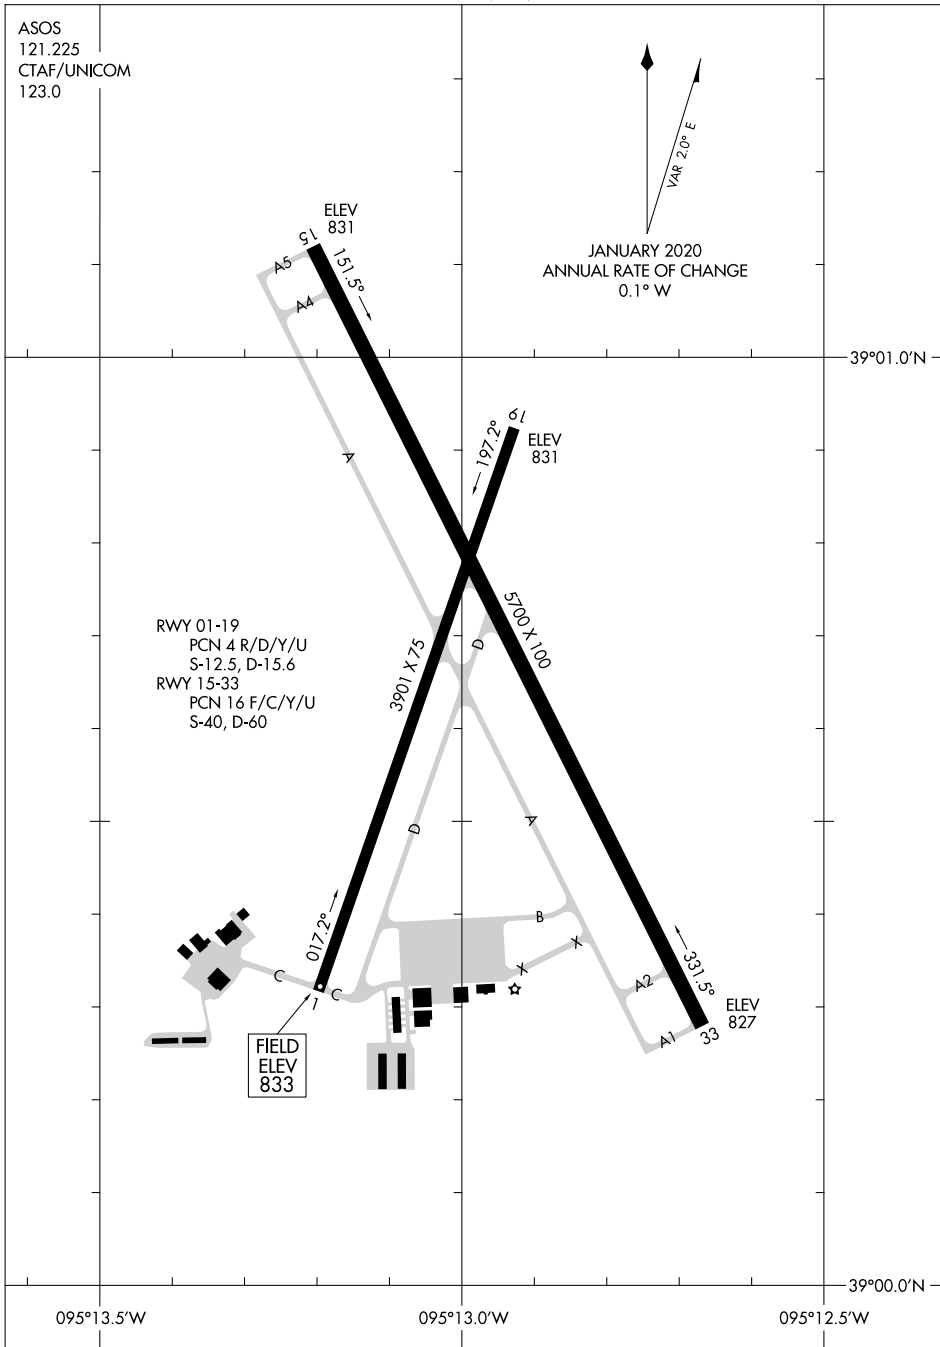 ASOS
121.225
CTAF/UNICOM
123.0
VAR 2.0° E
JANUARY 2020
ANNUAL RATE OF CHANGE
0.1° W
ELEV
831
15
151.5°
A5
A4
39°01.0'N
19
197.2°
ELEV
831
A
5700 X 100
RWY 01-19
PCN 4 R/D/Y/U
S-12.5, D-15.6
RWY 15-33
PCN 16 F/C/Y/U
S-40, D-60
3901 X 75
D
D
A
B
X
X
017.2°
C
C
1
A2
331.5°
ELEV
827
A1
33
FIELD
ELEV
833
39°00.0'N
095°13.5'W
095°13.0'W
095°12.5'W